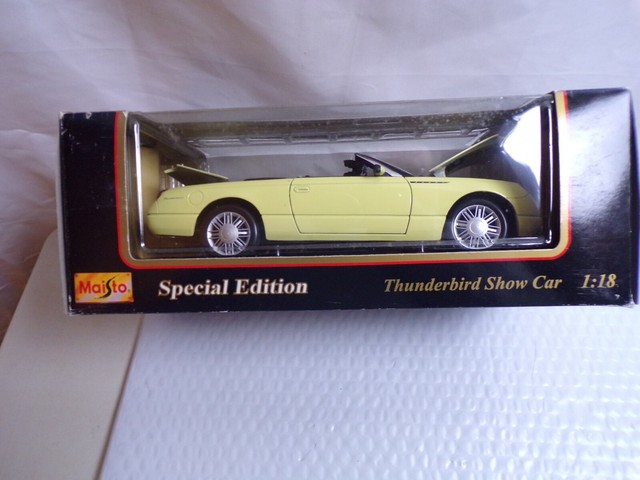 Maisto.
Special Edition
Thunderbird Show Car 1:18